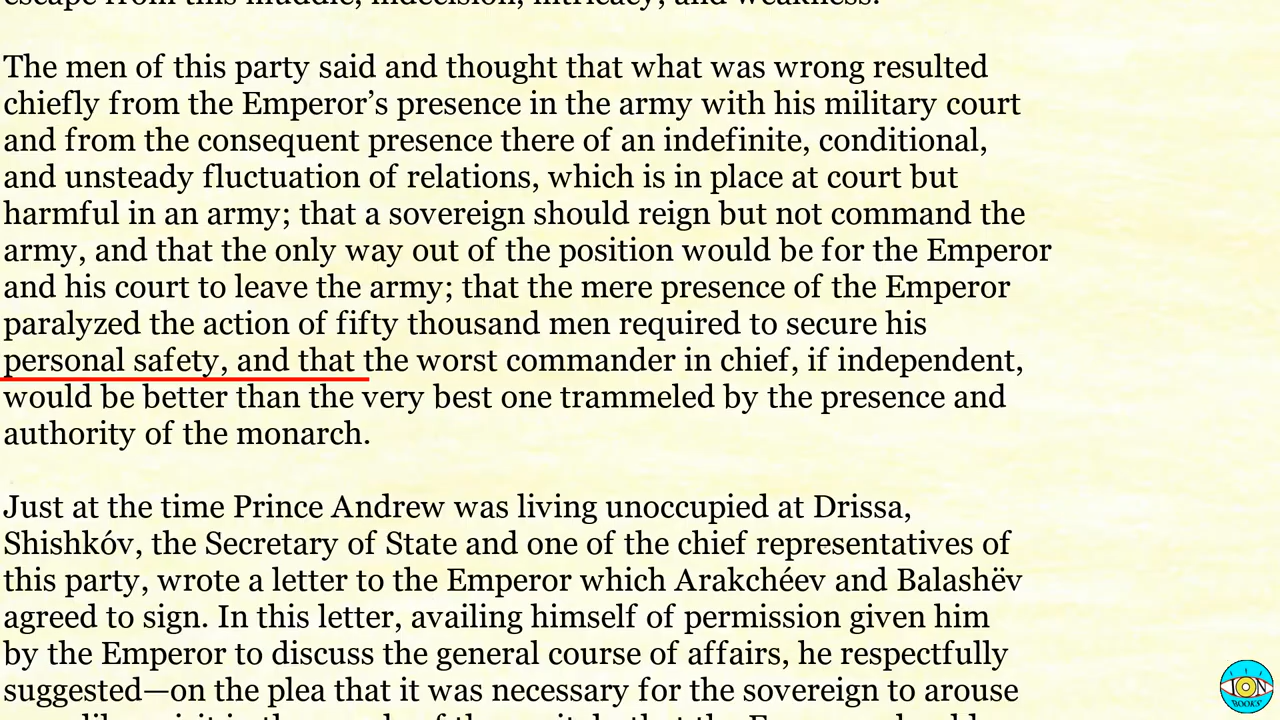 The men of this party said and thought that what was wrong resulted
chiefly from the Emperor’s presence in the army with his military court
and from the consequent presence there of an indefinite, conditional,
and unsteady fluctuation of relations, which is in place at court but
harmful in an army; that a sovereign should reign but not command the
army, and that the only way out of the position would be for the Emperor
and his court to leave the army; that the mere presence of the Emperor
paralyzed the action of fifty thousand men required to secure his
personal safety, and that the worst commander in chief, if independent,
would be better than the very best one trammeled by the presence and
authority of the monarch.
Just at the time Prince Andrew was living unoccupied at Drissa,
Shishkóv, the Secretary of State and one of the chief representatives of
this party, wrote a letter to the Emperor which Arakchéev and Balashëv
agreed to sign. In this letter, availing himself of permission given him
by the Emperor to discuss the general course of affairs, he respectfully
suggested—on the plea that it was necessary for the sovereign to arouse
ION
BOOKS